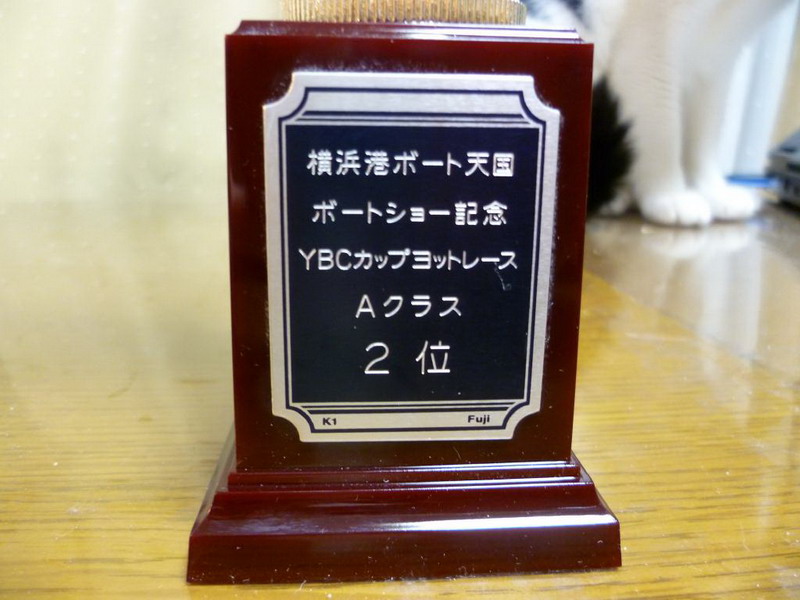 横浜港ボート天国
ボートショー記念
YBCカップヨットレース
Aクラス
2位
K1 Fuji